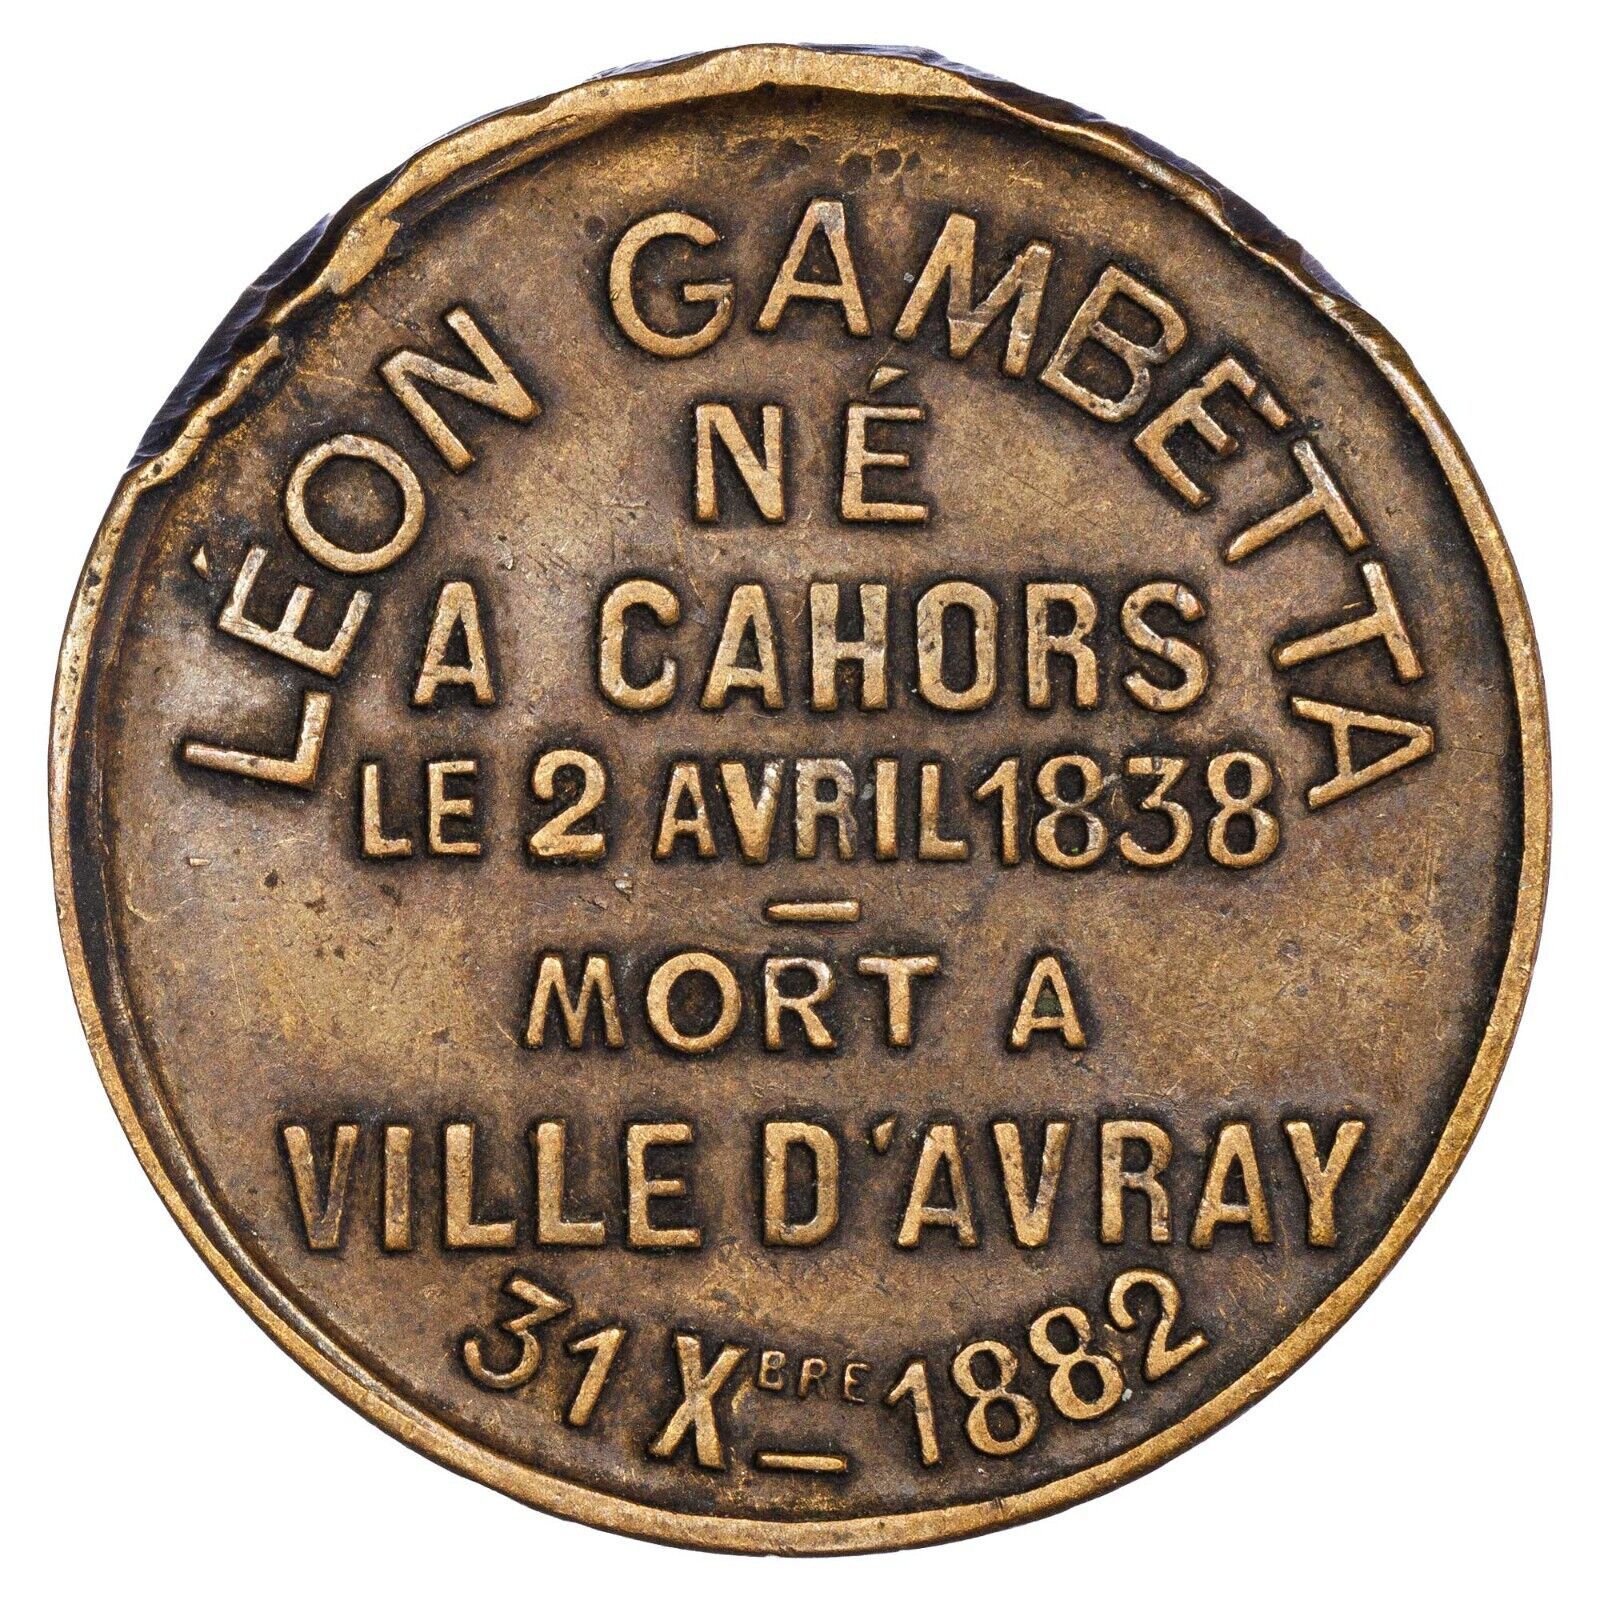 LÉON GAMBETTA
NÉ
A CAHORS
LE 2 AVRIL 1838
MORT A
VILLE D'AVRAY
31 XBRE 1882